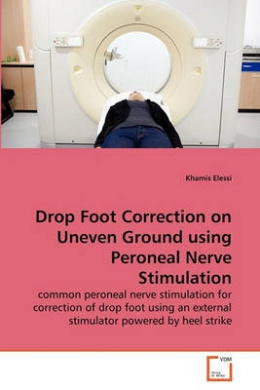 Khamis Elessi
Drop Foot Correction on
Uneven Ground using
Peroneal Nerve
Stimulation
common peroneal nerve stimulation for
correction of drop foot using an external
stimulator powered by heel strike
VDM